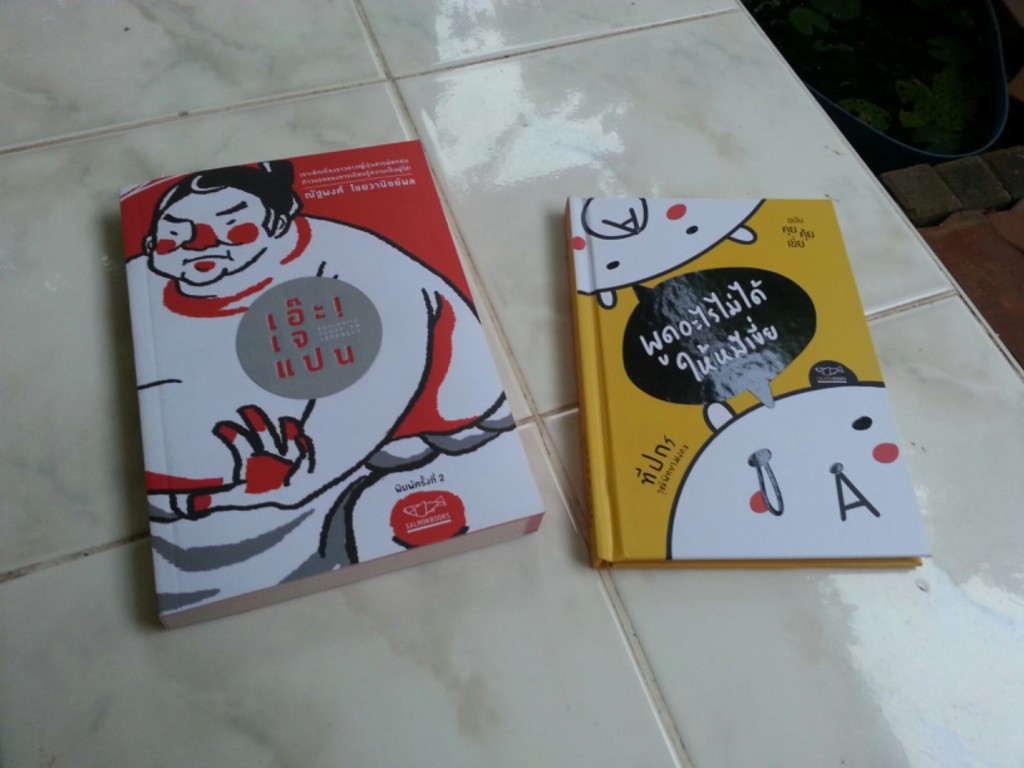 ณัฐพงศ์ ไชยวานิชย์ผล
เอ๊ะ!
เจ
แปน
พิมพ์ครั้งที่ 2
SALMONBOOKS
ฉบับ
คุย คุ้ย
เขี่ย
พูดอะไรไม่ได้
ให้หมีเขี่ย
ทีปกร
A